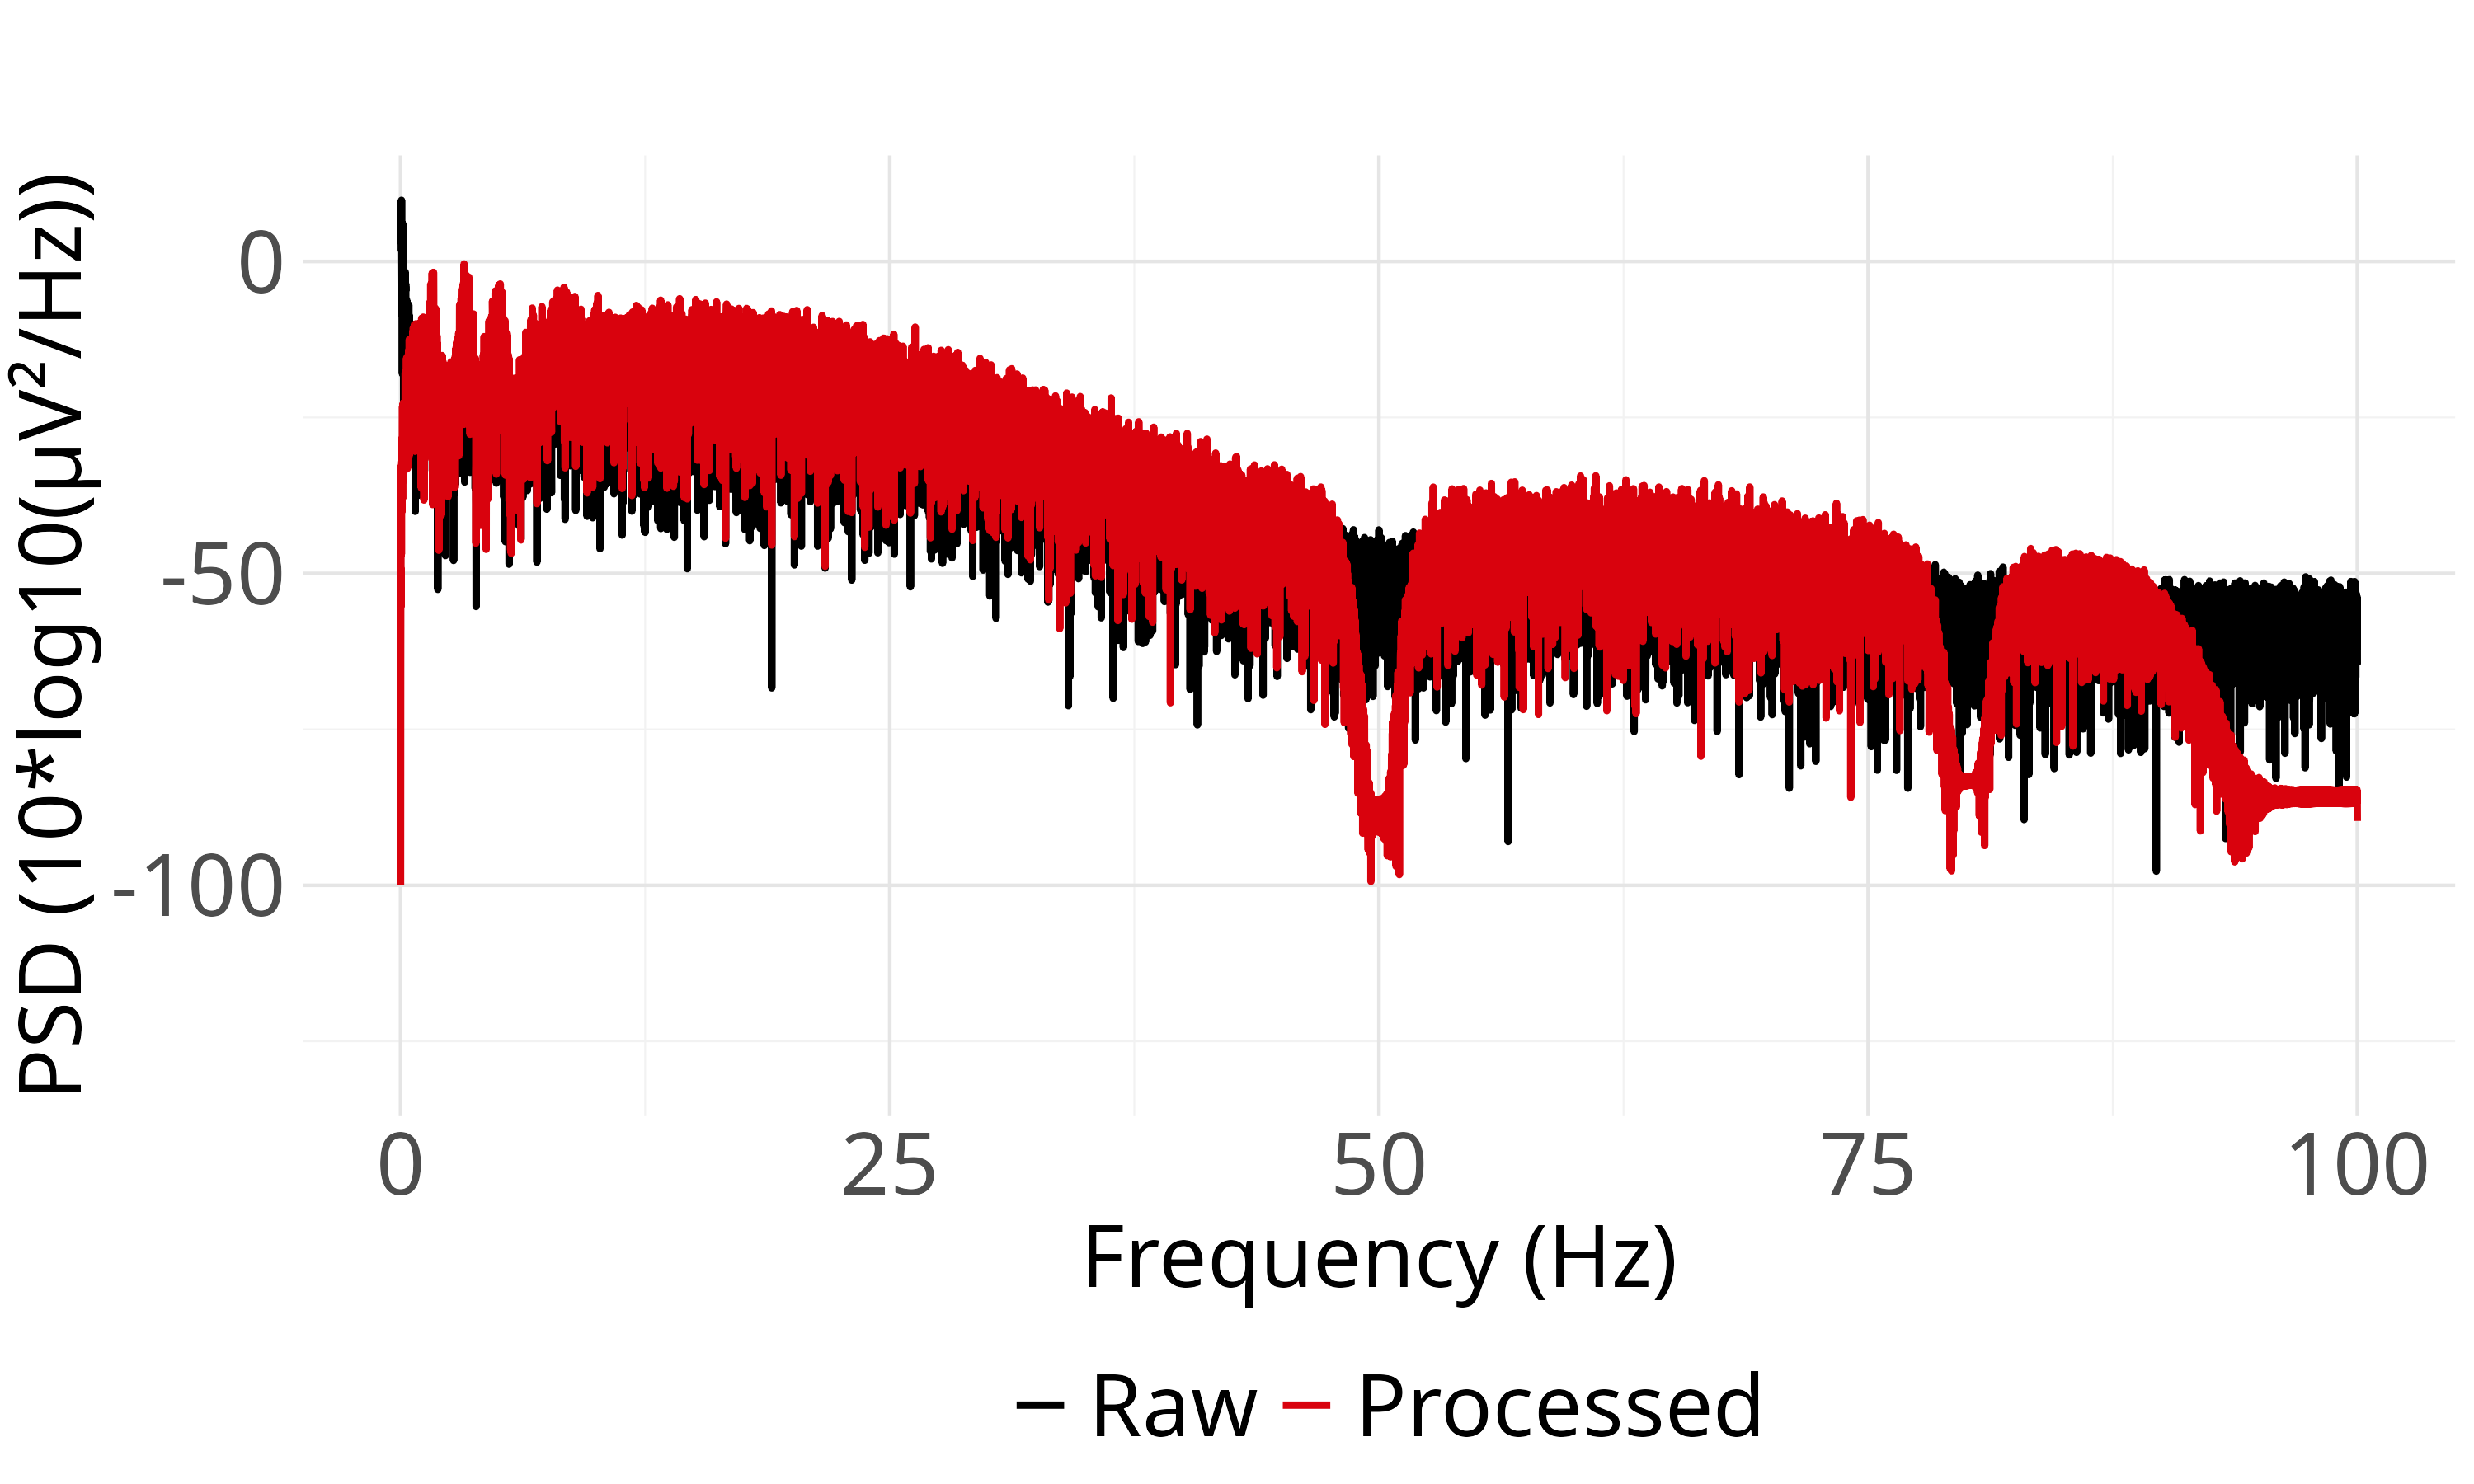 PSD (10*log10(µV²/Hz))
0
-50
-100
0 25 50 75 100
Frequency (Hz)
Raw Processed